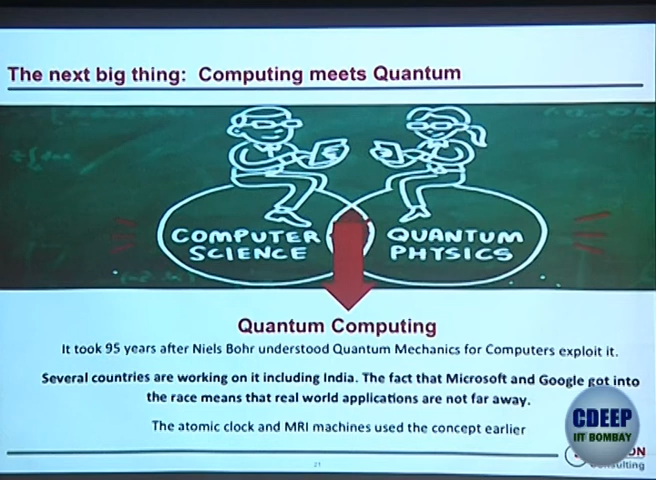 The next big thing: Computing meets Quantum
COMPUTER SCIENCE
QUANTUM PHYSICS
Quantum Computing
It took 95 years after Niels Bohr understood Quantum Mechanics for Computers exploit it.
Several countries are working on it including India. The fact that Microsoft and Google got into
the race means that real world applications are not far away.
The atomic clock and MRI machines used the concept earlier
CDEEP
IIT BOMBAY
21